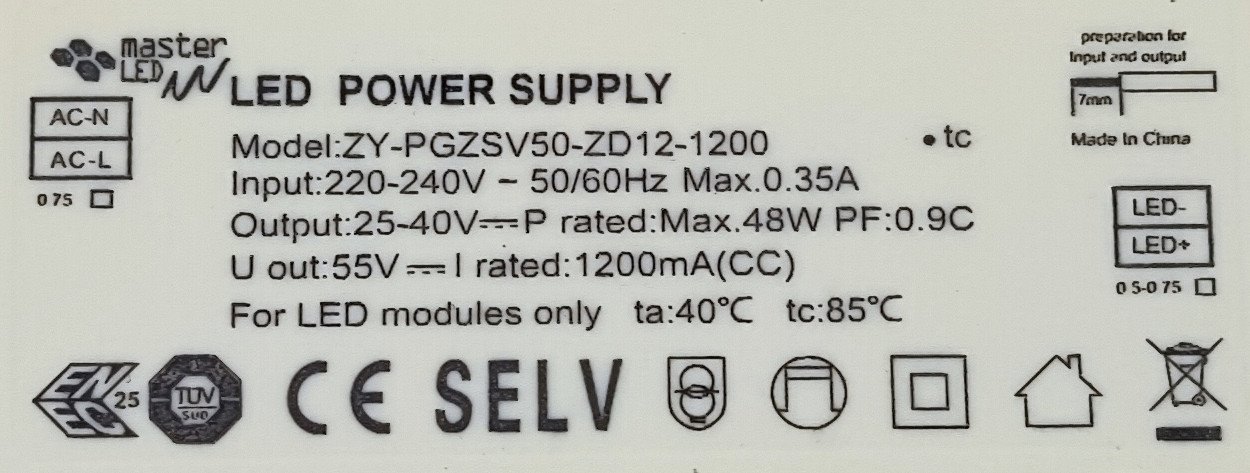 master
LED
LED POWER SUPPLY
AC-N
AC-L
0 75
Model:ZY-PGZSV50-ZD12-1200
•tc
Input:220-240V ~ 50/60Hz Max.0.35A
Output:25-40V⎓P rated:Max.48W PF:0.9C
U out:55V⎓I rated:1200mA(CC)
For LED modules only ta:40℃ tc:85℃
preparation for
Input and output
7mm
Made In China
LED-
LED+
0 5-0 75
EN
EC
25
TÜV
SUD
CE
SELV